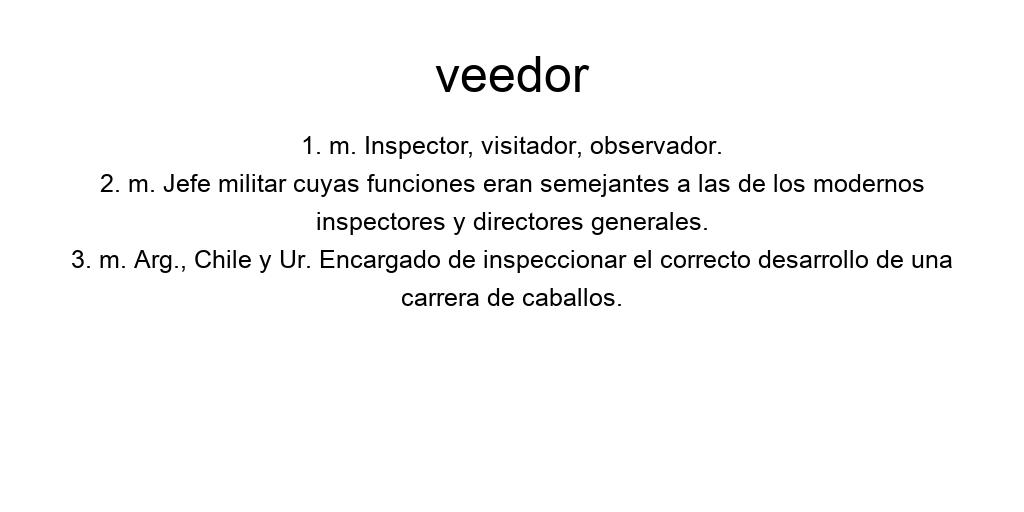 veedor
1. m. Inspector, visitador, observador.
2. m. Jefe militar cuyas funciones eran semejantes a las de los modernos
inspectores y directores generales.
3. m. Arg., Chile y Ur. Encargado de inspeccionar el correcto desarrollo de una
carrera de caballos.